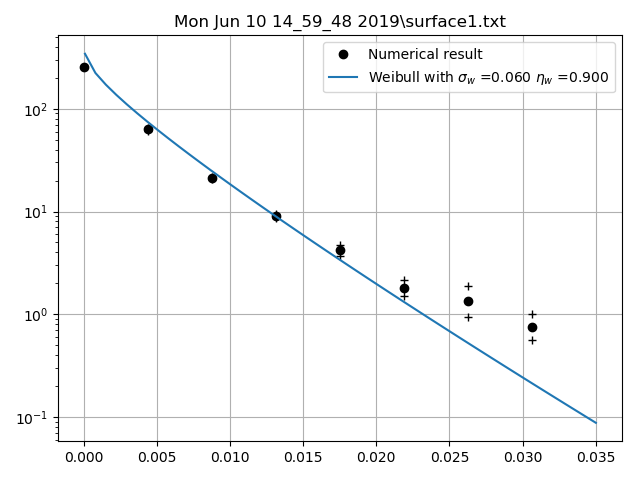 Mon Jun 10 14_59_48 2019\surface1.txt
Numerical result
Weibull with σ_w =0.060 η_w =0.900
10^2
10^1
10^0
10^-1
0.000 0.005 0.010 0.015 0.020 0.025 0.030 0.035